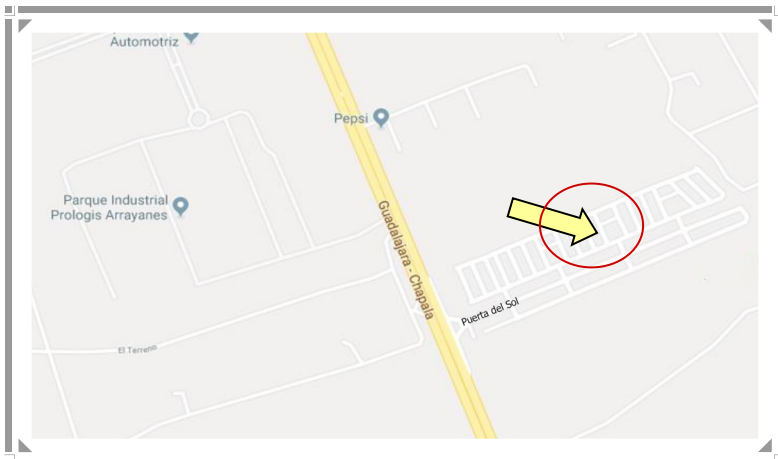 Automotriz
Pepsi
Parque Industrial
Prologis Arrayanes
Guadalajara - Chapala
Puerta del Sol
El Terreno